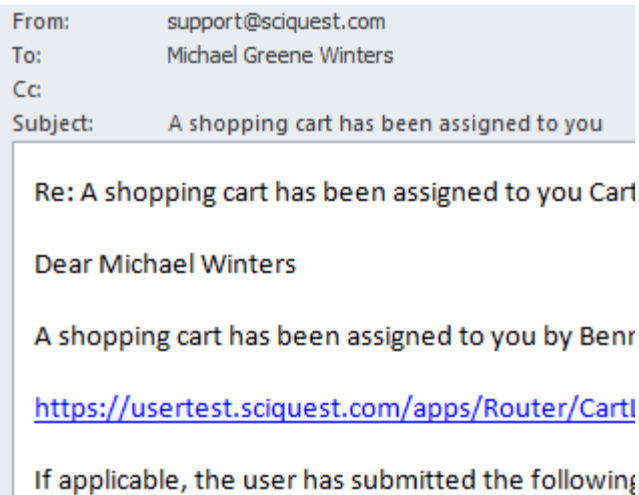 From: support@sciquest.com
To: Michael Greene Winters
Cc:
Subject: A shopping cart has been assigned to you
Re: A shopping cart has been assigned to you Cart
Dear Michael Winters
A shopping cart has been assigned to you by
https://usertest.sciquest.com/apps/Router/Cart
If applicable, the user has submitted the following